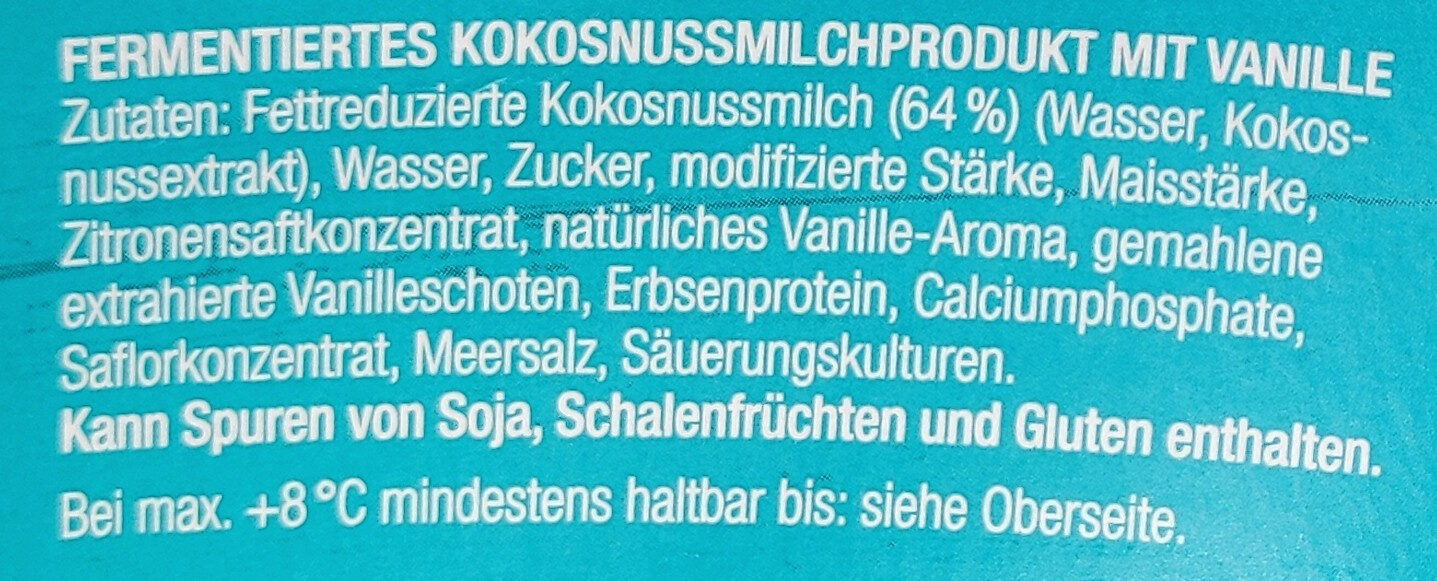 FERMENTIERTES KOKOSNUSSMILCHPRODUKT MIT VANILLE
Zutaten: Fettreduzierte Kokosnussmilch (64 %) (Wasser, Kokos-
nussextrakt), Wasser, Zucker, modifizierte Stärke, Maisstärke,
Zitronensaftkonzentrat, natürliches Vanille-Aroma, gemahlene
extrahierte Vanilleschoten, Erbsenprotein, Calciumphosphate,
Saflorkonzentrat, Meersalz, Säuerungskulturen.
Kann Spuren von Soja, Schalenfrüchten und Gluten enthalten.
Bei max. +8 °C mindestens haltbar bis: siehe Oberseite.